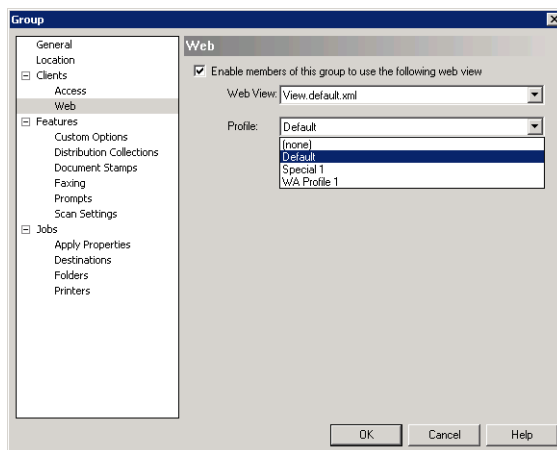 Group
General
Location
Clients
Access
Web
Features
Custom Options
Distribution Collections
Document Stamps
Faxing
Prompts
Scan Settings
Jobs
Apply Properties
Destinations
Folders
Printers
Web
Enable members of this group to use the following web view
Web View: View.default.xml
Profile: Default
(none)
Default
Special 1
WA Profile 1
OK Cancel Help